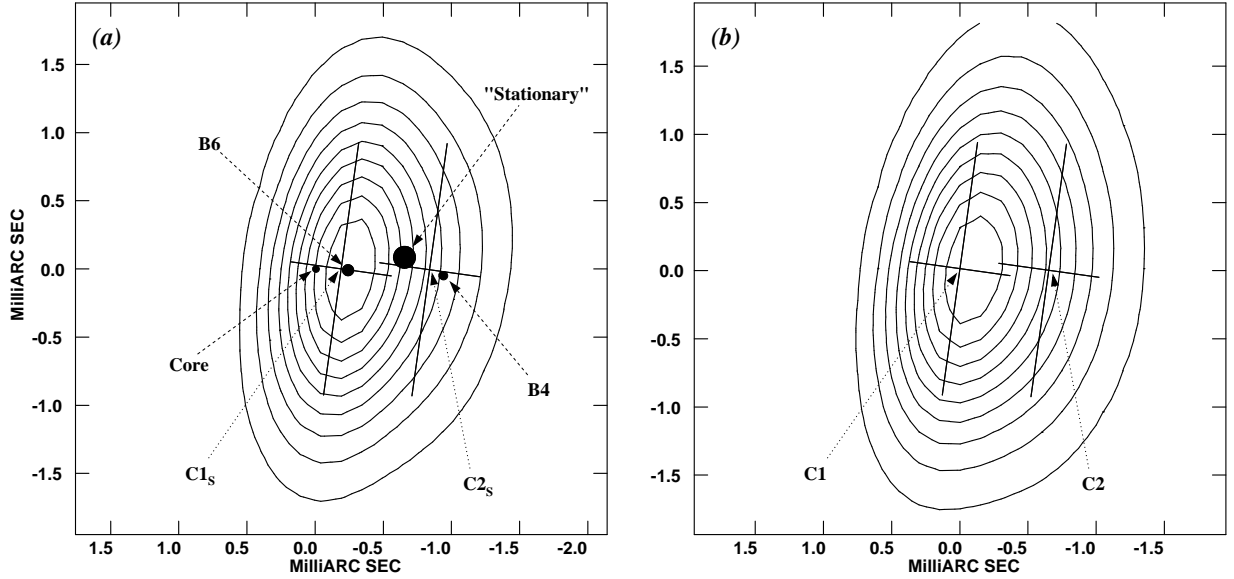 (a)
"Stationary"
B6
Core
B4
C1S
C2S
1.5
1.0
0.5
0.0
-0.5
-1.0
-1.5
MilliARC SEC
1.5 1.0 0.5 0.0 -0.5 -1.0 -1.5 -2.0
MilliARC SEC
(b)
C1
C2
1.5
1.0
0.5
0.0
-0.5
-1.0
-1.5
1.5 1.0 0.5 0.0 -0.5 -1.0 -1.5
MilliARC SEC